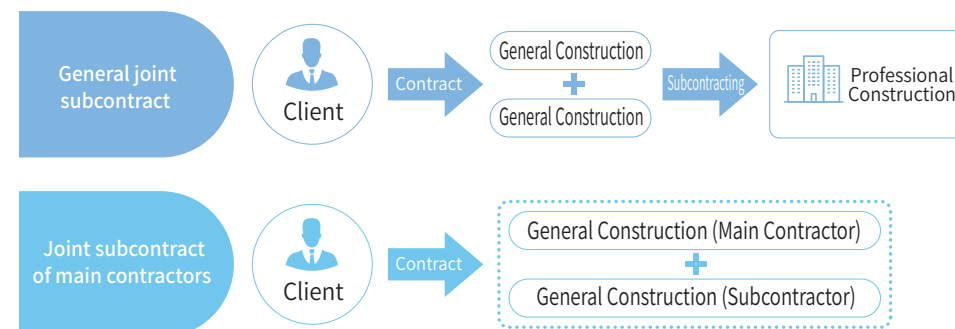 General joint
subcontract
Client
Contract
General Construction
+
General Construction
Subcontracting
Professional
Construction
Joint subcontract
of main contractors
Client
Contract
General Construction (Main Contractor)
+
General Construction (Subcontractor)